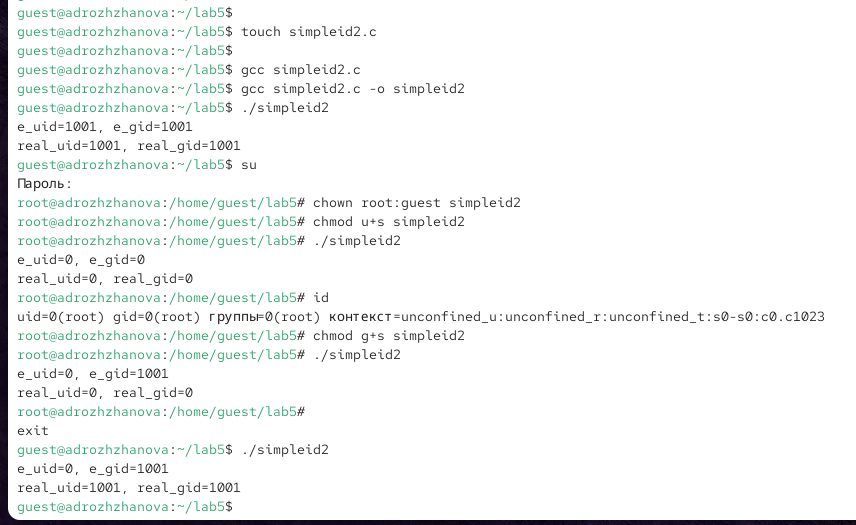 guest@adrozhzhanova:~/lab5$
guest@adrozhzhanova:~/lab5$ touch simpleid2.c
guest@adrozhzhanova:~/lab5$
guest@adrozhzhanova:~/lab5$ gcc simpleid2.c
guest@adrozhzhanova:~/lab5$ gcc simpleid2.c -o simpleid2
guest@adrozhzhanova:~/lab5$ ./simpleid2
e_uid=1001, e_gid=1001
real_uid=1001, real_gid=1001
guest@adrozhzhanova:~/lab5$ su
Пароль:
root@adrozhzhanova:/home/guest/lab5# chown root:guest simpleid2
root@adrozhzhanova:/home/guest/lab5# chmod u+s simpleid2
root@adrozhzhanova:/home/guest/lab5# ./simpleid2
e_uid=0, e_gid=0
real_uid=0, real_gid=0
root@adrozhzhanova:/home/guest/lab5# id
uid=0(root) gid=0(root) группы=0(root) контекст=unconfined_u:unconfined_r:unconfined_t:s0-s0:c0.c1023
root@adrozhzhanova:/home/guest/lab5# chmod g+s simpleid2
root@adrozhzhanova:/home/guest/lab5# ./simpleid2
e_uid=0, e_gid=1001
real_uid=0, real_gid=0
root@adrozhzhanova:/home/guest/lab5#
exit
guest@adrozhzhanova:~/lab5$ ./simpleid2
e_uid=0, e_gid=1001
real_uid=1001, real_gid=1001
guest@adrozhzhanova:~/lab5$